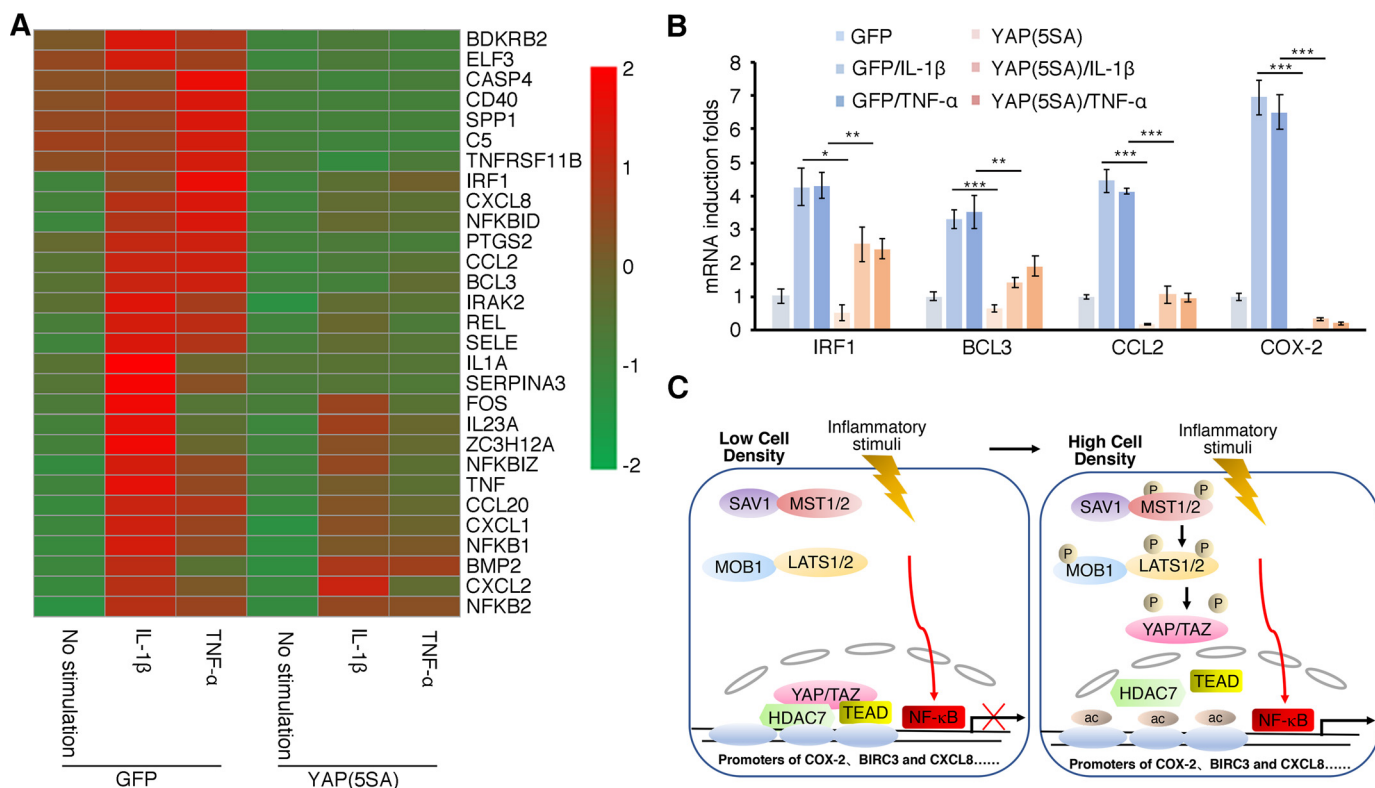 A
BDKRB2
ELF3
CASP4
CD40
SPP1
C5
TNFRSF11B
IRF1
CXCL8
NFKBID
PTGS2
CCL2
BCL3
IRAK2
REL
SELE
IL1A
SERPINA3
FOS
IL23A
ZC3H12A
NFKBIZ
TNF
CCL20
CXCL1
NFKB1
BMP2
CXCL2
NFKB2
2
1
0
-1
-2
No stimulation
IL-1β
TNF-α
No stimulation
IL-1β
TNF-α
GFP
YAP(5SA)
B
GFP
YAP(5SA)
GFP/IL-1β
YAP(5SA)/IL-1β
GFP/TNF-α
YAP(5SA)/TNF-α
mRNA induction folds
8
7
6
5
4
3
2
1
0
*
**
***
**
***
***
***
***
IRF1
BCL3
CCL2
COX-2
C
Low Cell
Density
Inflammatory
stimuli
SAV1
MST1/2
MOB1
LATS1/2
YAP/TAZ
HDAC7
TEAD
NF-κB
Promoters of COX-2、BIRC3 and CXCL8......
High Cell
Density
Inflammatory
stimuli
P
P
SAV1
MST1/2
P
P
P
MOB1
LATS1/2
P
P
YAP/TAZ
HDAC7
TEAD
ac
ac
ac
NF-κB
Promoters of COX-2、BIRC3 and CXCL8......